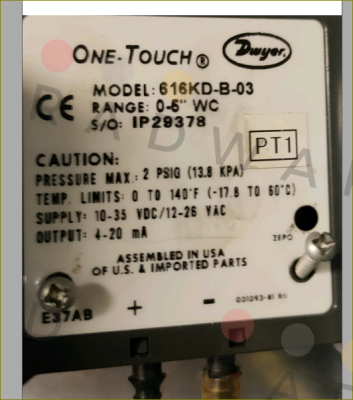 ONE-TOUCH® Dwyer.
MODEL: 616KD-B-03
CE
RANGE: 0-5" WC
S/O: IP29378
PT1
CAUTION:
PRESSURE MAX.: 2 PSIG (13.8 KPA)
TEMP. LIMITS: 0 TO 140°F (-17.8 TO 60°C)
SUPPLY: 10-35 VDC/12-26 VAC
OUTPUT: 4-20 mA
ZERO
ASSEMBLED IN USA
OF U.S. & IMPORTED PARTS
E37AB + -
RADWA